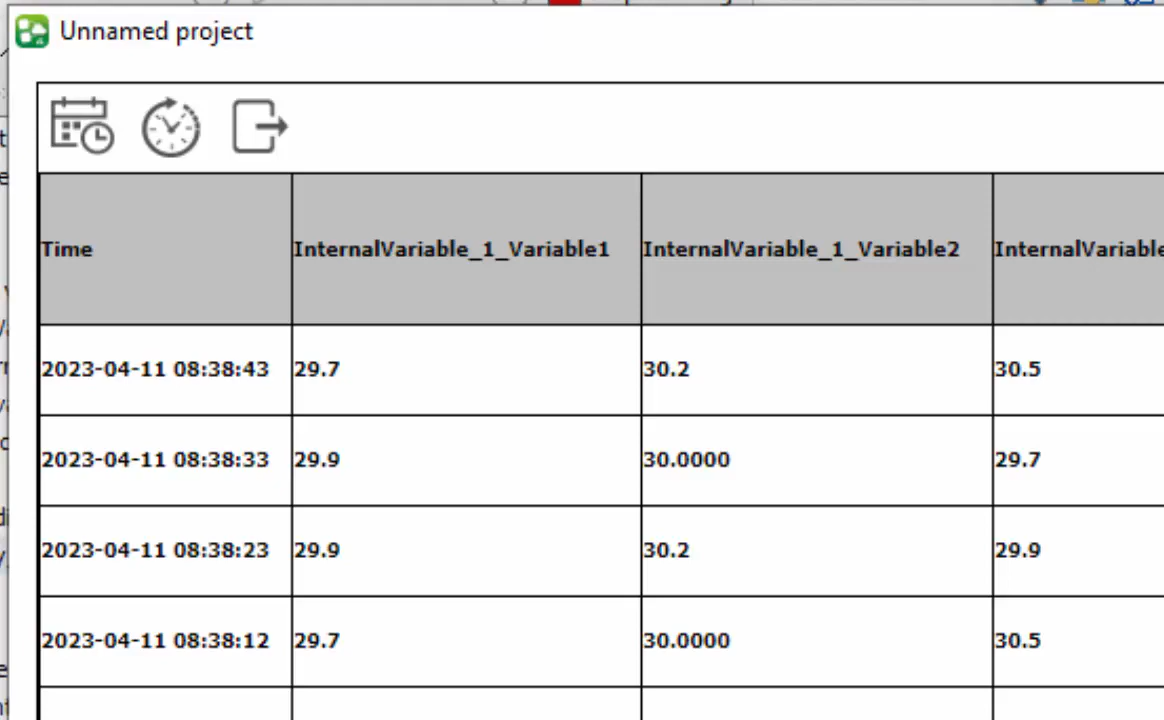 Unnamed project
Time InternalVariable_1_Variable1 InternalVariable_1_Variable2 InternalVariable
2023-04-11 08:38:43 29.7 30.2 30.5
2023-04-11 08:38:33 29.9 30.0000 29.7
2023-04-11 08:38:23 29.9 30.2 29.9
2023-04-11 08:38:12 29.7 30.0000 30.5